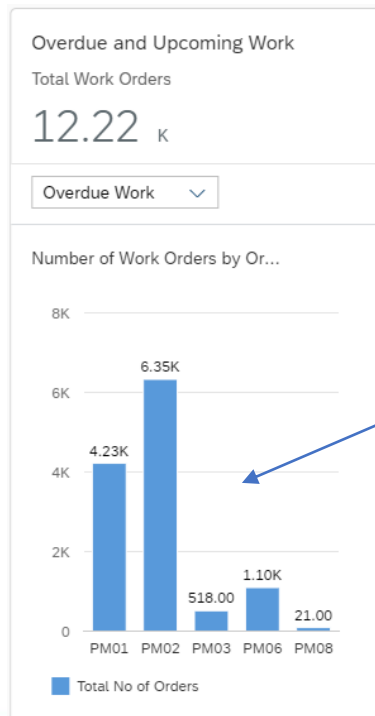 Overdue and Upcoming Work
Total Work Orders
12.22 K
Overdue Work
Number of Work Orders by Or...
8K
6.35K
6K
4.23K
4K
2K
1.10K
518.00
21.00
0
PM01 PM02 PM03 PM06 PM08
Total No of Orders